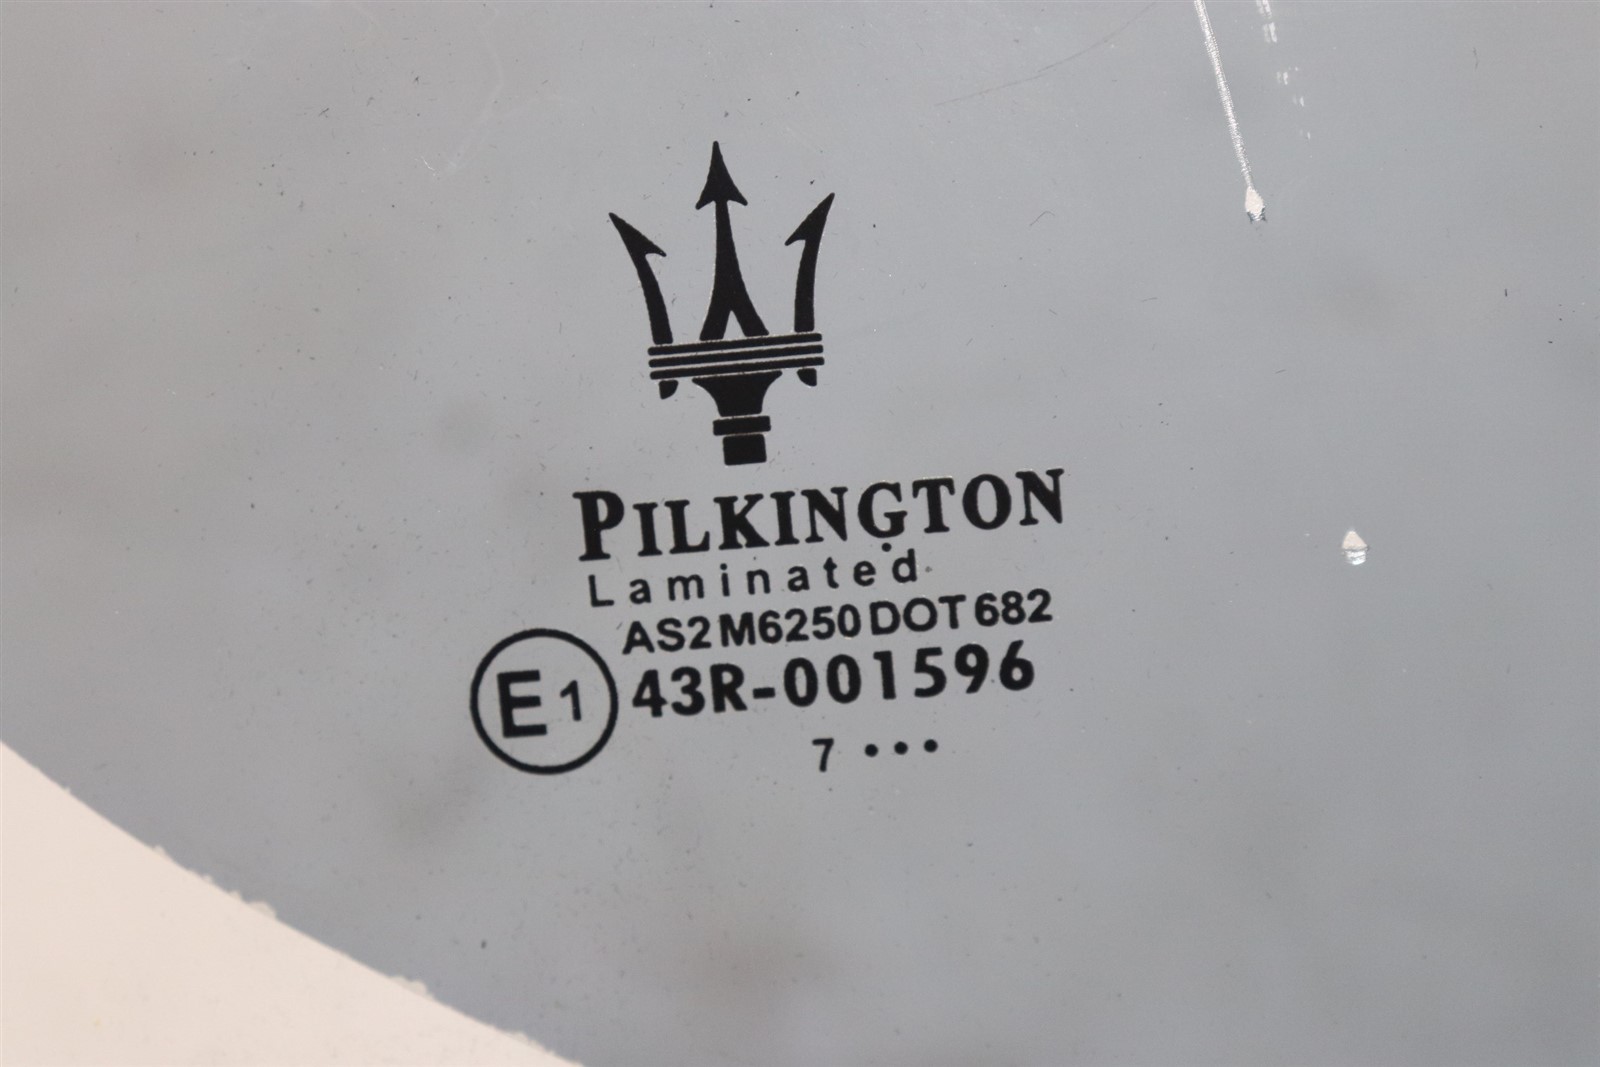 PILKINGTON
Laminated
AS2 M6250 DOT 682
E1 43R-001596
7 •••